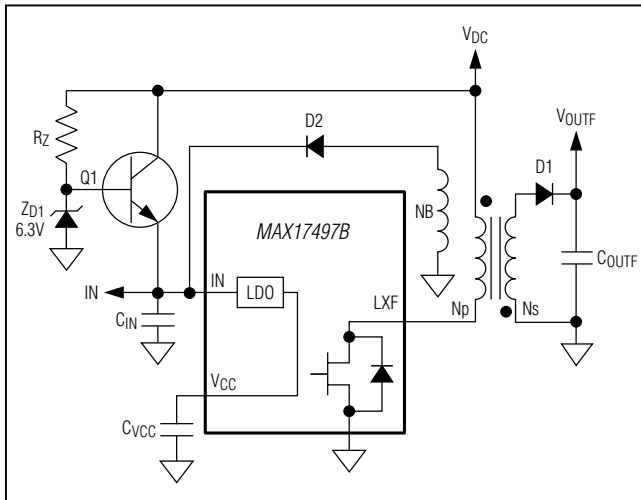 VDC
VOUTF
D2
D1
RZ
Q1
ZD1
6.3V
MAX17497B
NB
COUTF
IN
IN
LDO
LXF
Np
Ns
CIN
VCC
CVCC